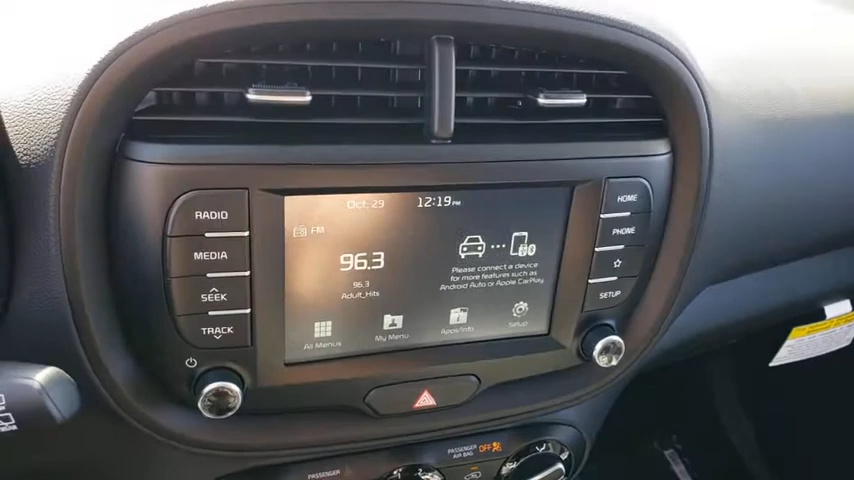 Oct. 29 12:19 PM
RADIO
MEDIA
SEEK
TRACK
FM
96.3
96.3
Adult_Hits
Please connect a device
for more features.
Android Auto or Apple CarPlay
All Menus
My Menu
Apps/Info
Setup
HOME
PHONE
SETUP
PASSENGER
AIR BAG
OFF
PASSENGER